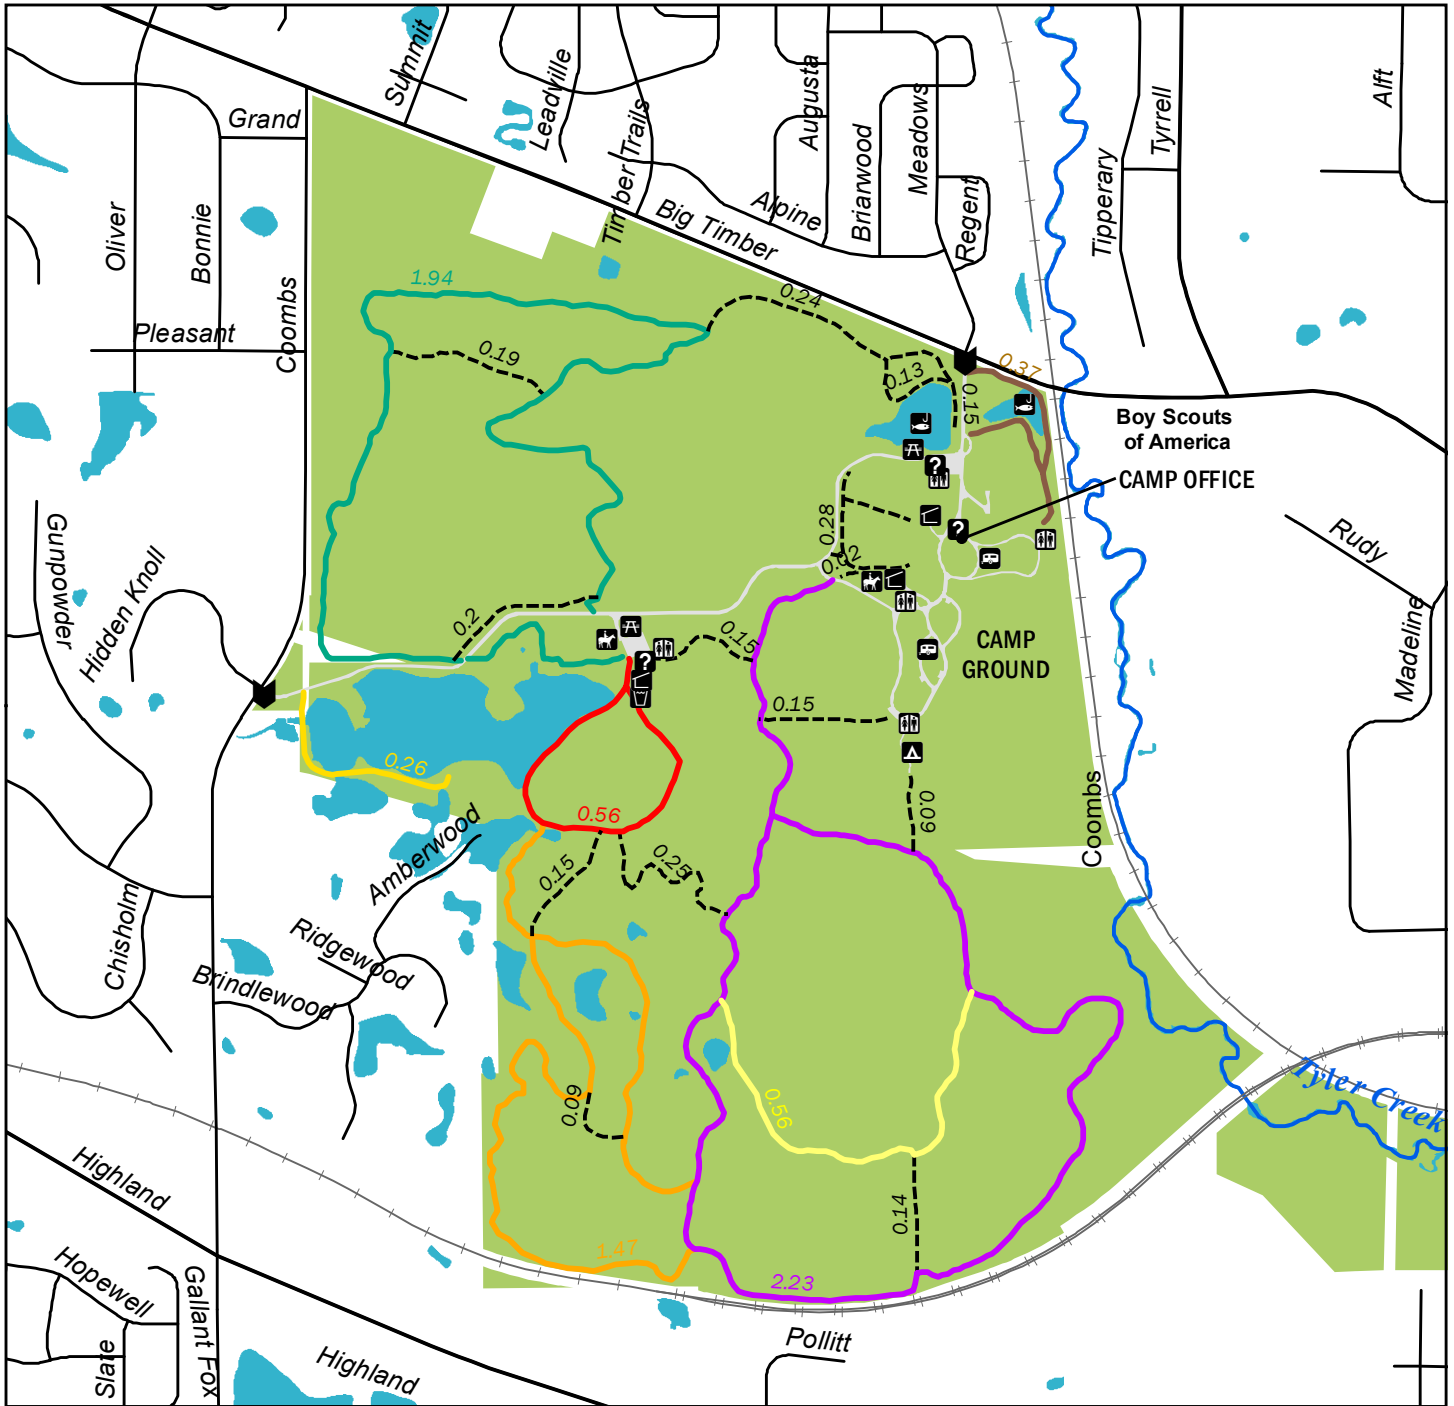 Summit
Leadville
Timber Trails
Augusta
Briarwood
Meadows
Alpine
Regent
Tipperary
Tyrrell
Alft
Grand
Oliver
Bonnie
Coombs
Pleasant
Big Timber
1.94
0.24
0.19
0.13
0.37
0.15
Boy Scouts
of America
CAMP OFFICE
?
?
0.28
0.02
Gunpowder
Hidden Knoll
Rudy
Madeline
0.2
0.15
?
CAMP
GROUND
0.15
0.26
0.56
0.09
Coombs
Amberwood
0.15
0.25
Chisholm
Ridgewood
Brindlewood
0.09
0.56
Tyler Creek
Highland
0.14
1.47
2.23
Hopewell
Gallant Fox
Slate
Highland
Pollitt